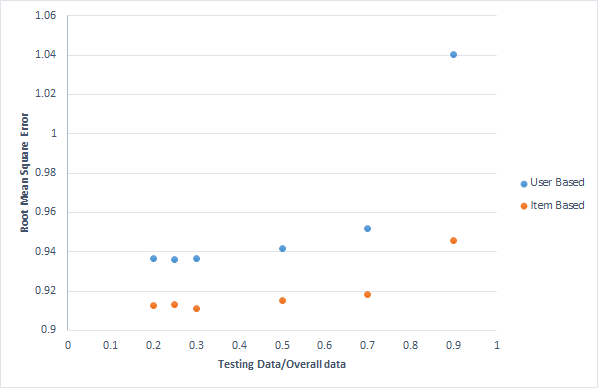 1.06
1.04
1.02
1
0.98
0.96
0.94
0.92
0.9
Root Mean Square Error
0 0.1 0.2 0.3 0.4 0.5 0.6 0.7 0.8 0.9 1
Testing Data/Overall data
User Based
Item Based